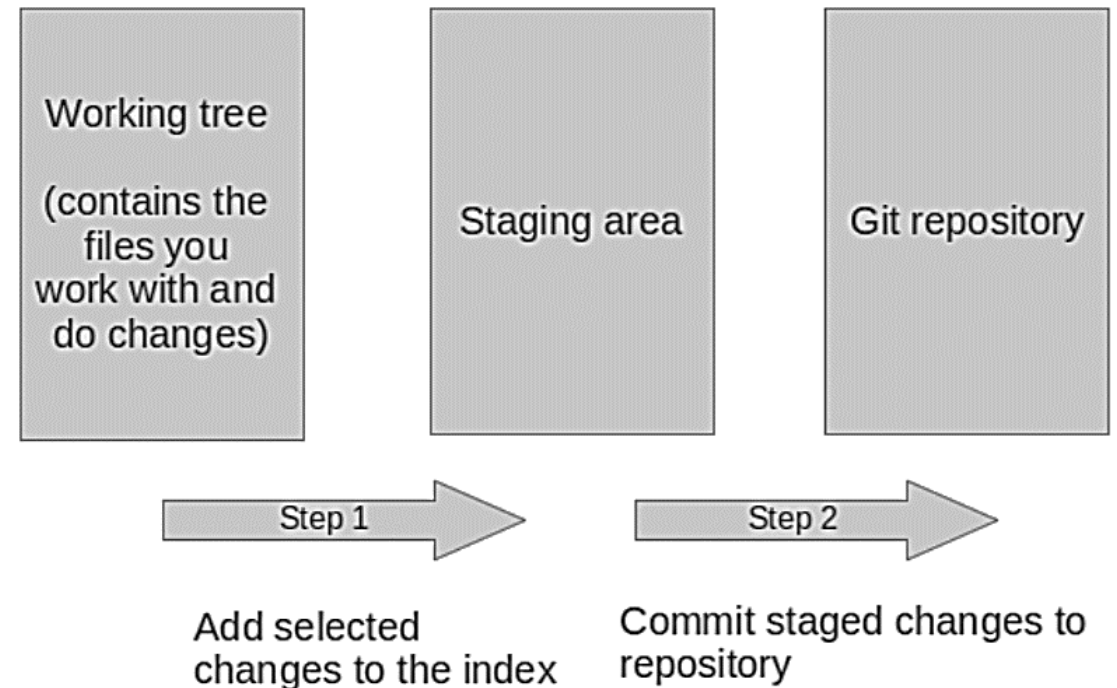 Working tree
(contains the
files you
work with and
do changes)
Staging area
Git repository
Step 1
Step 2
Add selected
changes to the index
Commit staged changes to
repository